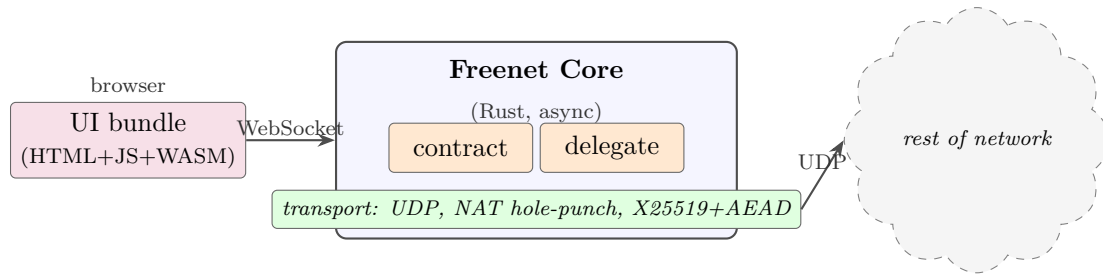 browser
UI bundle
(HTML+JS+WASM)
WebSocket
Freenet Core
(Rust, async)
contract
delegate
transport: UDP, NAT hole-punch, X25519+AEAD
UDP
rest of network